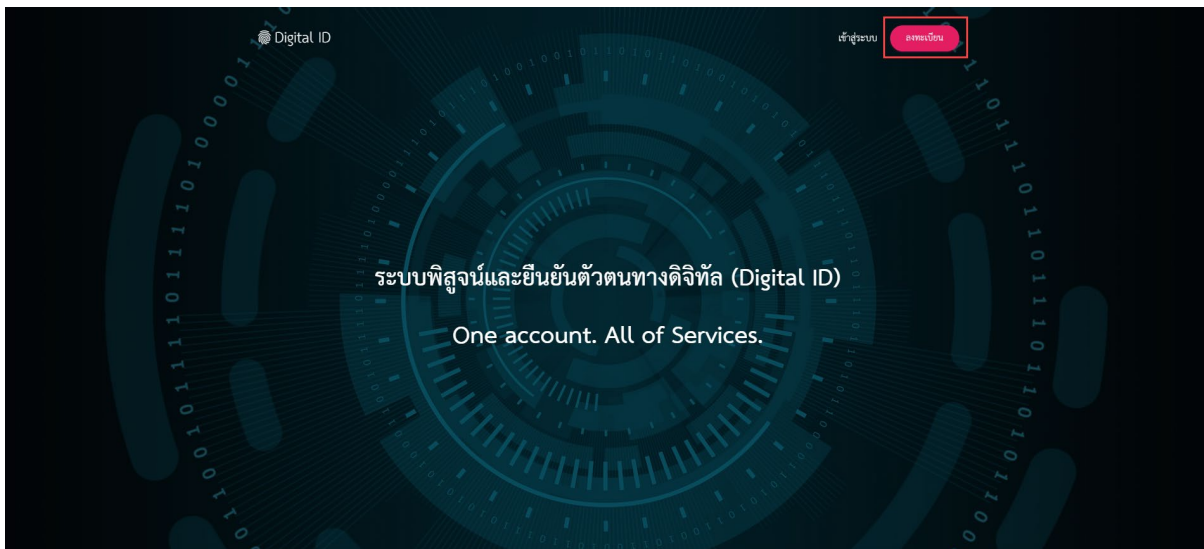 Digital ID
เข้าสู่ระบบ ลงทะเบียน
ระบบพิสูจน์และยืนยันตัวตนทางดิจิทัล (Digital ID)
One account. All of Services.